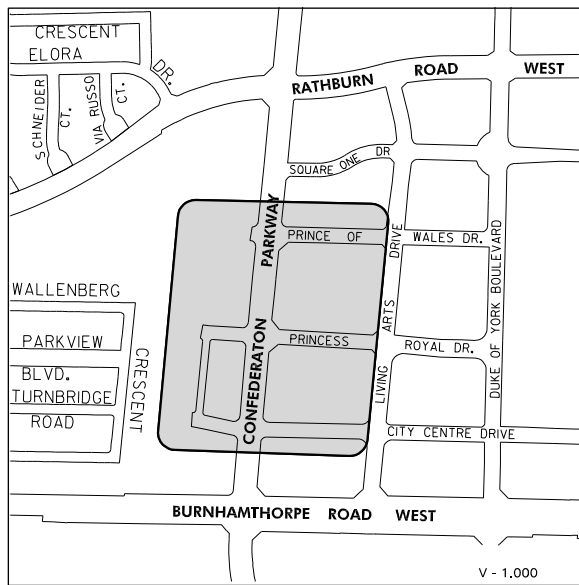 CRESCENT
ELORA
DR.
SCHNEIDER
CT.
VIA RUSSO
CT.
RATHBURN ROAD WEST
SQUARE ONE DR
PRINCE OF WALES DR.
CONFEDERATON PARKWAY
LIVING ARTS DRIVE
DUKE OF YORK BOULEVARD
WALLENBERG
CRESCENT
PARKVIEW
BLVD.
TURNBRIDGE
ROAD
PRINCESS ROYAL DR.
CITY CENTRE DRIVE
BURNHAMTHORPE ROAD WEST
V - 1.000